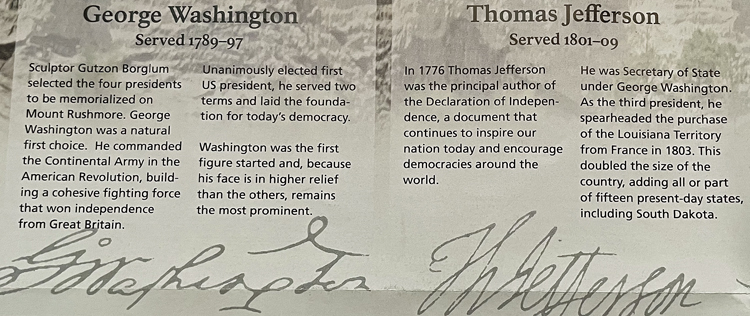 George Washington
Served 1789–97
Sculptor Gutzon Borglum
selected the four presidents
to be memorialized on
Mount Rushmore. George
Washington was a natural
first choice. He commanded
the Continental Army in the
American Revolution, build-
ing a cohesive fighting force
that won independence
from Great Britain.
Unanimously elected first
US president, he served two
terms and laid the founda-
tion for today's democracy.
Washington was the first
figure started and, because
his face is in higher relief
than the others, remains
the most prominent.
G Washington
Thomas Jefferson
Served 1801–09
In 1776 Thomas Jefferson
was the principal author of
the Declaration of Indepen-
dence, a document that
continues to inspire our
nation today and encourage
democracies around the
world.
He was Secretary of State
under George Washington.
As the third president, he
spearheaded the purchase
of the Louisiana Territory
from France in 1803. This
doubled the size of the
country, adding all or part
of fifteen present-day states,
including South Dakota.
Th Jefferson